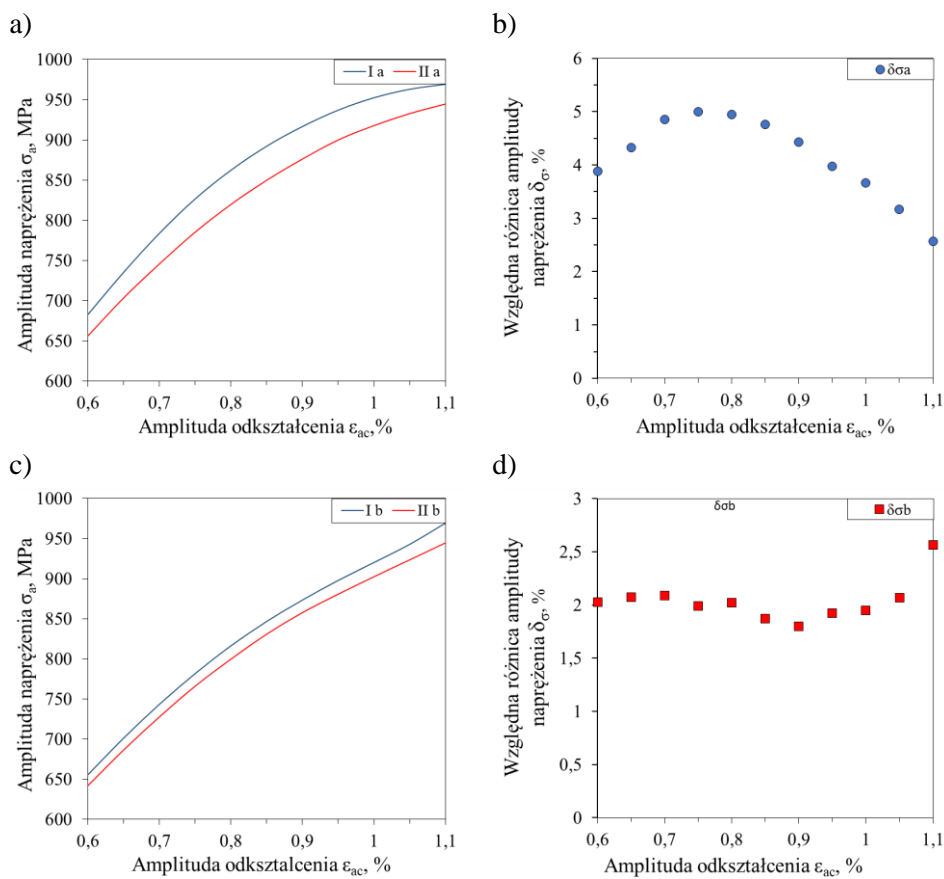 a)
Amplituda naprężenia σa, MPa
1000
950
900
850
800
750
700
650
600
I a II a
0,6 0,7 0,8 0,9 1 1,1
Amplituda odkształcenia εac,%
b)
Względna różnica amplitudy
naprężenia δσ, %
6
5
4
3
2
1
0
δσa
0,6 0,7 0,8 0,9 1 1,1
Amplituda odkształcenia εac, %
c)
Amplituda naprężenia σa, MPa
1000
950
900
850
800
750
700
650
600
I b II b
0,6 0,7 0,8 0,9 1 1,1
Amplituda odkształcenia εac, %
d)
Względna różnica amplitudy
naprężenia δσ, %
3
2,5
2
1,5
1
0,5
0
δσb
δσb
0,6 0,7 0,8 0,9 1 1,1
Amplituda odkształcenia εac, %